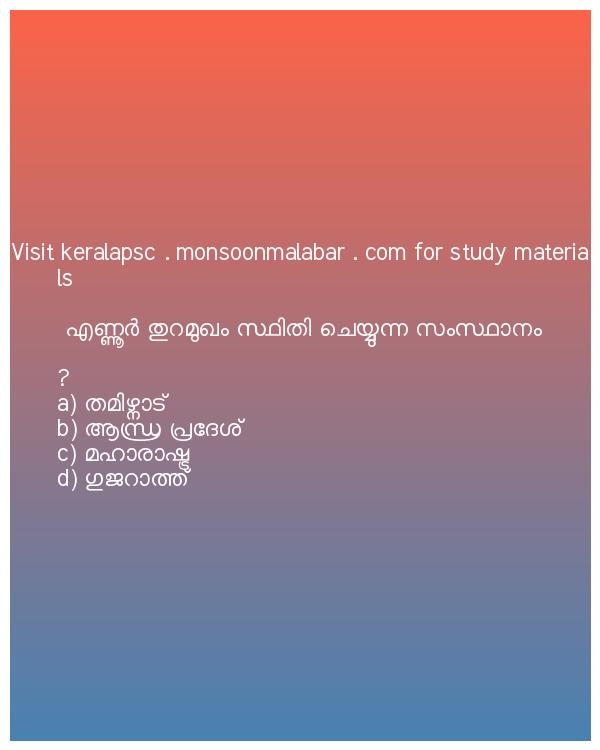 Visit keralapsc . monsoonmalabar . com for study materia
ls
എണ്ണൂർ തുറമുഖം സ്ഥിതി ചെയ്യുന്ന സംസ്ഥാനം
?
a) തമിഴ്നാട്
b) ആന്ധ്ര പ്രദേശ്
c) മഹാരാഷ്ട്ര
d) ഗുജറാത്ത്